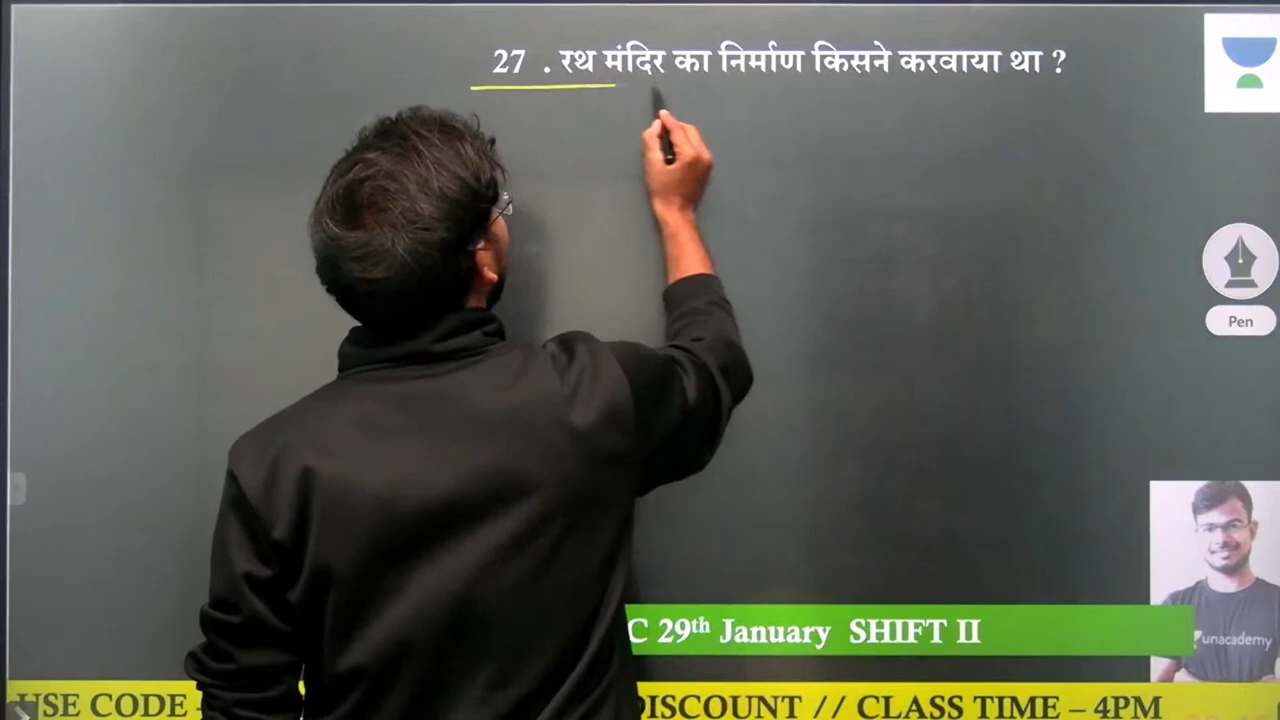 27 . रथ मंदिर का निर्माण किसने करवाया था ?
Pen
unacademy
C 29th January SHIFT II
USE CODE -
DISCOUNT // CLASS TIME – 4PM